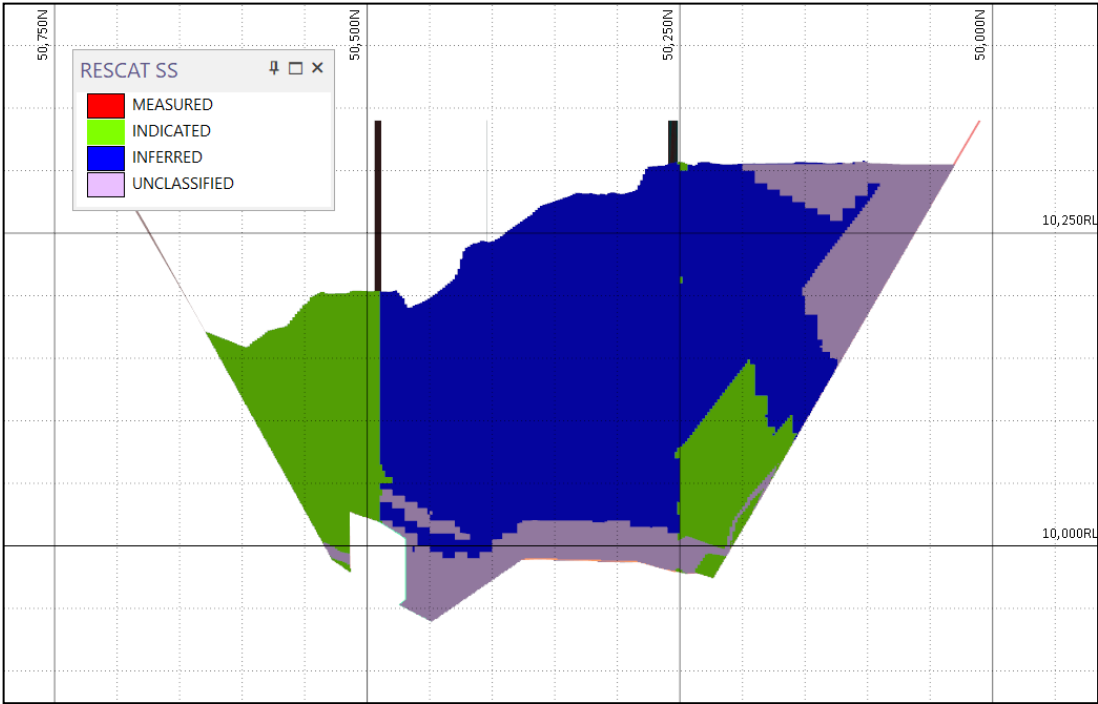 50,750N
50,500N
50,250N
50,000N
RESCAT SS
MEASURED
INDICATED
INFERRED
UNCLASSIFIED
10,250RL
10,000RL